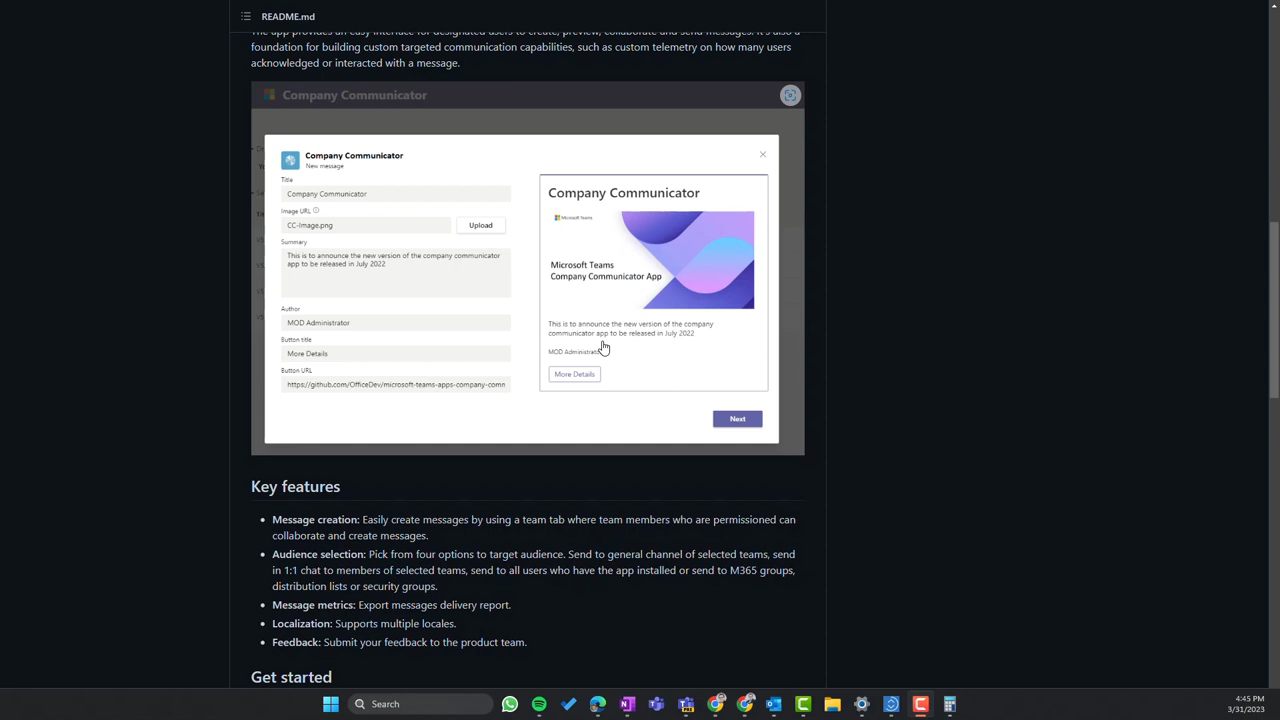 README.md
The app provides an easy interface for designated users to create, preview, collaborate and send messages. It's also a
foundation for building custom targeted communication capabilities, such as custom telemetry on how many users
acknowledged or interacted with a message.
Company Communicator
Company Communicator
New message
Title
Company Communicator
Image URL
CC-Image.png
Upload
Summary
This is to announce the new version of the company communicator
app to be released in July 2022
Author
MOD Administrator
Button title
More Details
Button URL
https://github.com/OfficeDev/microsoft-teams-apps-company-comn
Company Communicator
Microsoft Teams
Microsoft Teams
Company Communicator App
This is to announce the new version of the company
communicator app to be released in July 2022
MOD Administrator
More Details
Next
Key features
Message creation: Easily create messages by using a team tab where team members who are permissioned can
collaborate and create messages.
Audience selection: Pick from four options to target audience. Send to general channel of selected teams, send
in 1:1 chat to members of selected teams, send to all users who have the app installed or send to M365 groups,
distribution lists or security groups.
Message metrics: Export messages delivery report.
Localization: Supports multiple locales.
Feedback: Submit your feedback to the product team.
Get started
Search
4:45 PM
3/31/2023